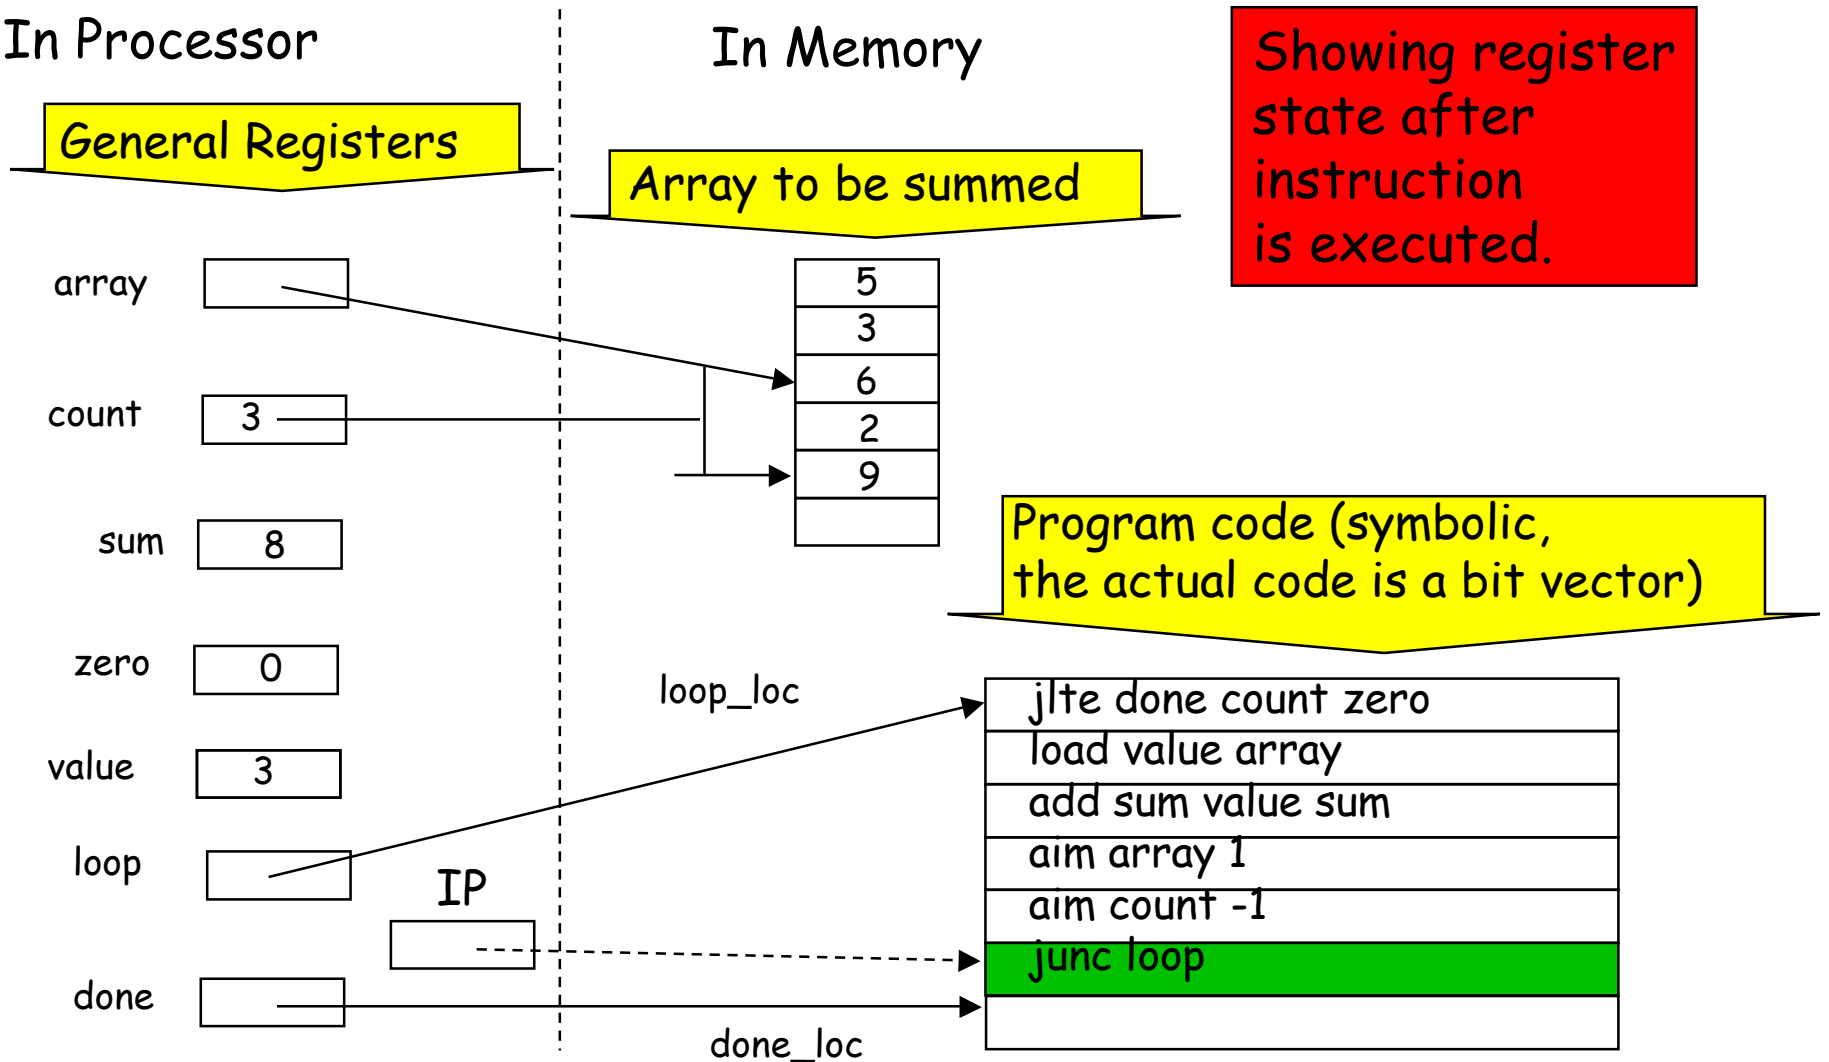 In Processor
In Memory
Showing register
state after
instruction
is executed.
General Registers
Array to be summed
array
count
3
sum
8
zero
0
value
3
loop
IP
done
5
3
6
2
9
Program code (symbolic,
the actual code is a bit vector)
loop_loc
jlte done count zero
load value array
add sum value sum
aim array 1
aim count -1
junc loop
done_loc